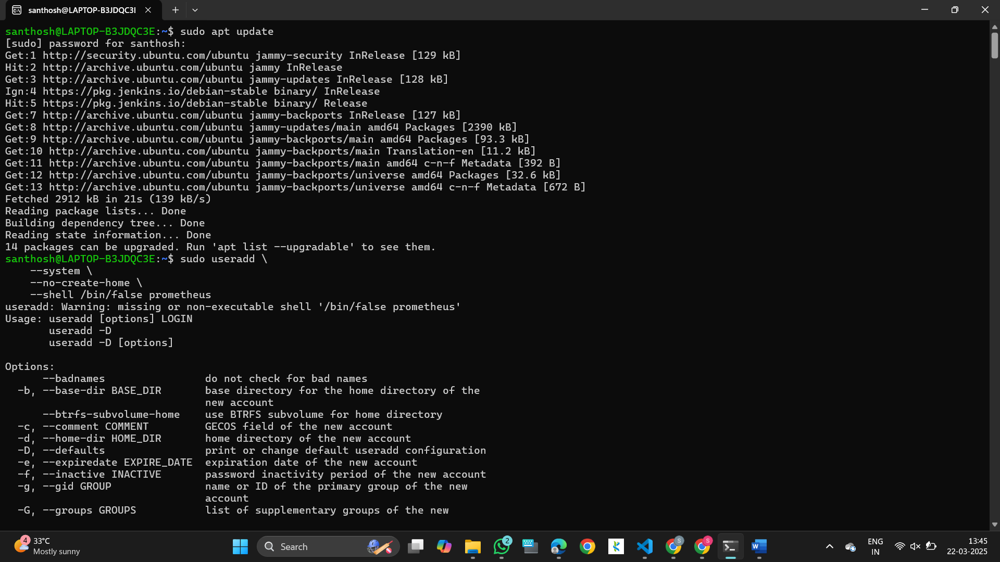 santhosh@LAPTOP-B3JDQC3I
santhosh@LAPTOP-B3JDQC3E:~$ sudo apt update
[sudo] password for santhosh:
Get:1 http://security.ubuntu.com/ubuntu jammy-security InRelease [129 kB]
Hit:2 http://archive.ubuntu.com/ubuntu jammy InRelease
Get:3 http://archive.ubuntu.com/ubuntu jammy-updates InRelease [128 kB]
Ign:4 https://pkg.jenkins.io/debian-stable binary/ InRelease
Hit:5 https://pkg.jenkins.io/debian-stable binary/ Release
Get:7 http://archive.ubuntu.com/ubuntu jammy-backports InRelease [127 kB]
Get:8 http://archive.ubuntu.com/ubuntu jammy-updates/main amd64 Packages [2390 kB]
Get:9 http://archive.ubuntu.com/ubuntu jammy-backports/main amd64 Packages [93.3 kB]
Get:10 http://archive.ubuntu.com/ubuntu jammy-backports/main Translation-en [11.2 kB]
Get:11 http://archive.ubuntu.com/ubuntu jammy-backports/main amd64 c-n-f Metadata [392 B]
Get:12 http://archive.ubuntu.com/ubuntu jammy-backports/universe amd64 Packages [32.6 kB]
Get:13 http://archive.ubuntu.com/ubuntu jammy-backports/universe amd64 c-n-f Metadata [672 B]
Fetched 2912 kB in 21s (139 kB/s)
Reading package lists... Done
Building dependency tree... Done
Reading state information... Done
14 packages can be upgraded. Run 'apt list --upgradable' to see them.
santhosh@LAPTOP-B3JDQC3E:~$ sudo useradd \
    --system \
    --no-create-home \
    --shell /bin/false prometheus
useradd: Warning: missing or non-executable shell '/bin/false prometheus'
Usage: useradd [options] LOGIN
       useradd -D
       useradd -D [options]

Options:
      --badnames                do not check for bad names
  -b, --base-dir BASE_DIR       base directory for the home directory of the
                                new account
      --btrfs-subvolume-home    use BTRFS subvolume for home directory
  -c, --comment COMMENT         GECOS field of the new account
  -d, --home-dir HOME_DIR       home directory of the new account
  -D, --defaults                print or change default useradd configuration
  -e, --expiredate EXPIRE_DATE  expiration date of the new account
  -f, --inactive INACTIVE       password inactivity period of the new account
  -g, --gid GROUP               name or ID of the primary group of the new
                                account
  -G, --groups GROUPS           list of supplementary groups of the new
4
33°C
Mostly sunny
Search
2
S
S
W
ENG
IN
13:45
22-03-2025